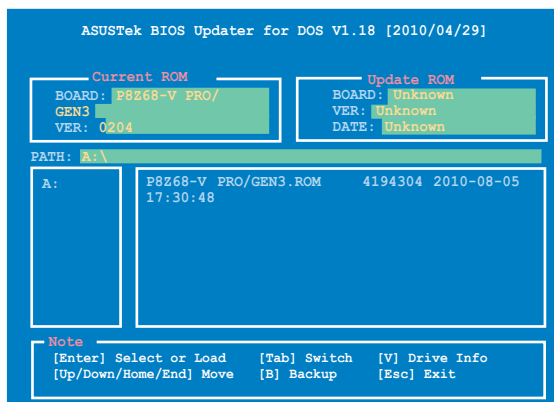 ASUSTek BIOS Updater for DOS V1.18 [2010/04/29]
Current ROM
BOARD: P8Z68-V PRO/
GEN3
VER: 0204
Update ROM
BOARD: Unknown
VER: Unknown
DATE: Unknown
PATH: A:\
A:
P8Z68-V PRO/GEN3.ROM 4194304 2010-08-05
17:30:48
Note
[Enter] Select or Load [Tab] Switch [V] Drive Info
[Up/Down/Home/End] Move [B] Backup [Esc] Exit